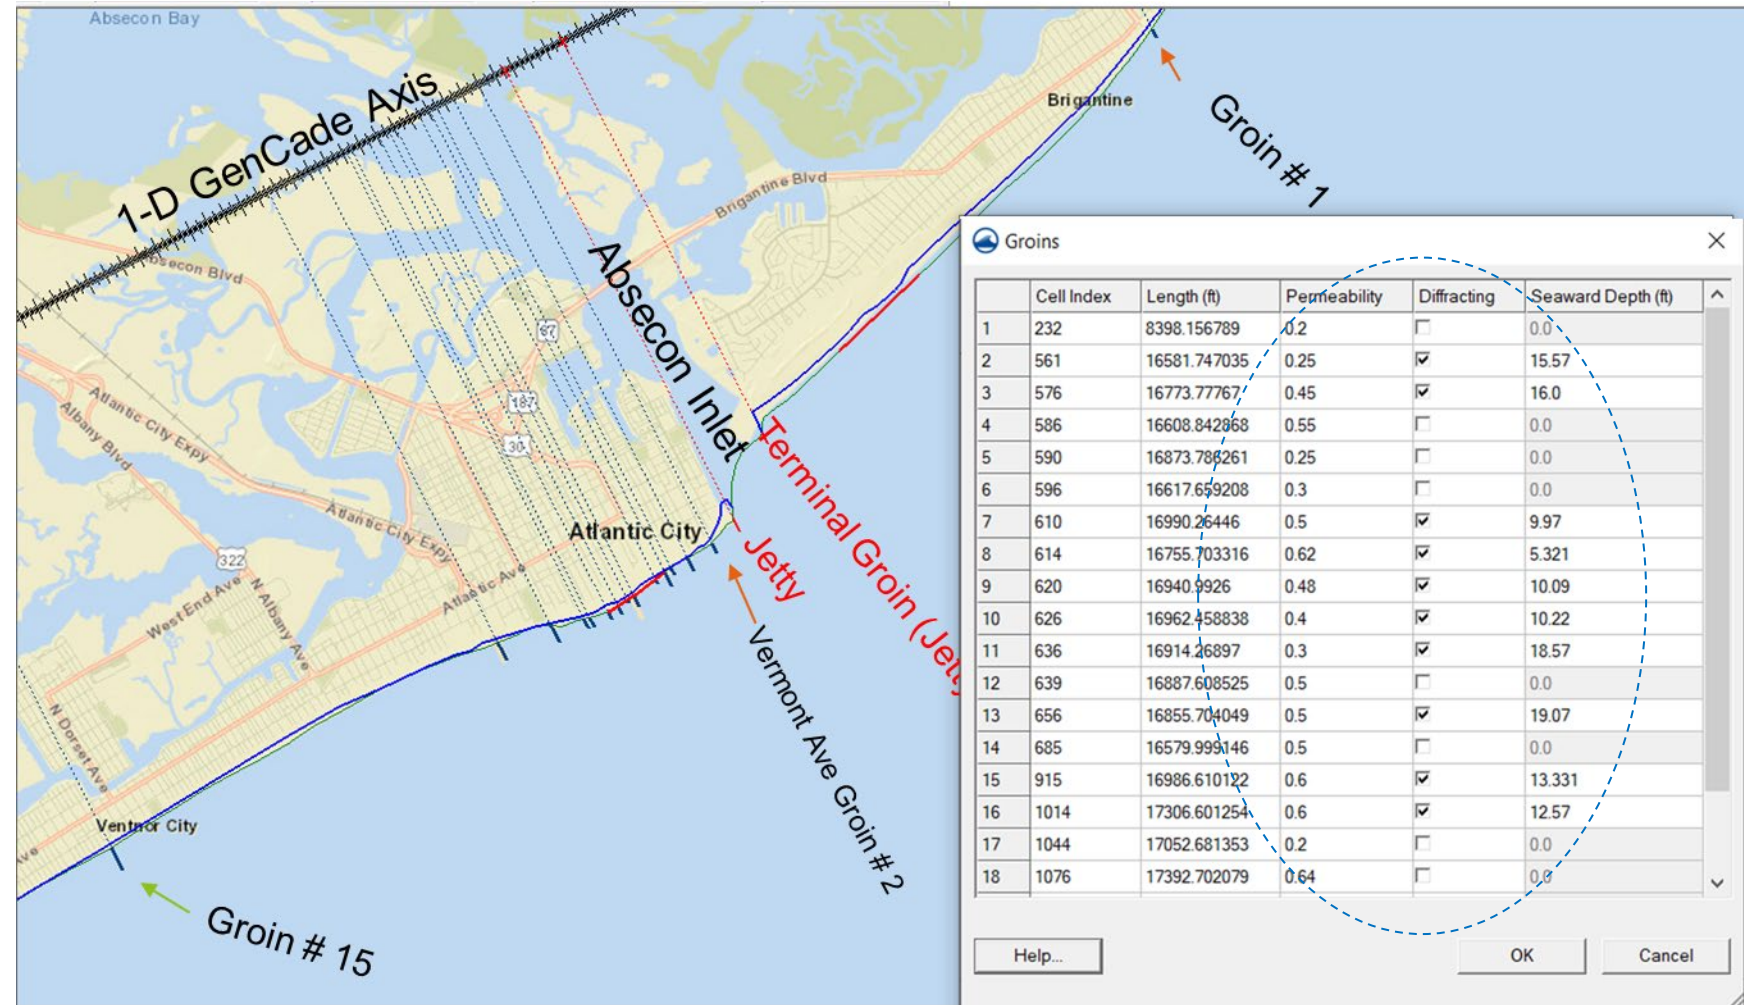 Absecon Bay
1-D GenCade Axis
Brigantine
Groin # 1
Brigantine Blvd
Absecon Blvd
Absecon Inlet
87
187
30
Atlantic City Expy
Albany Blvd
Atlantic City Expy
322
West End Ave
N Albany Ave
Atlantic Ave
Atlantic City
Jetty
Terminal Groin (Jetty
Vermont Ave Groin # 2
N Dorset Ave
Ventnor City
Ave
Groin # 15
Groins
Cell Index Length (ft) Permeability Diffracting Seaward Depth (ft)
1 232 8398.156789 0.2 0.0
2 561 16581.747035 0.25 15.57
3 576 16773.77767 0.45 16.0
4 586 16608.842868 0.55 0.0
5 590 16873.786261 0.25 0.0
6 596 16617.659208 0.3 0.0
7 610 16990.26446 0.5 9.97
8 614 16755.703316 0.62 5.321
9 620 16940.9926 0.48 10.09
10 626 16962.458838 0.4 10.22
11 636 16914.26897 0.3 18.57
12 639 16887.608525 0.5 0.0
13 656 16855.704049 0.5 19.07
14 685 16579.999146 0.5 0.0
15 915 16986.610122 0.6 13.331
16 1014 17306.601254 0.6 12.57
17 1044 17052.681353 0.2 0.0
18 1076 17392.702079 0.64 0.0
Help...
OK
Cancel